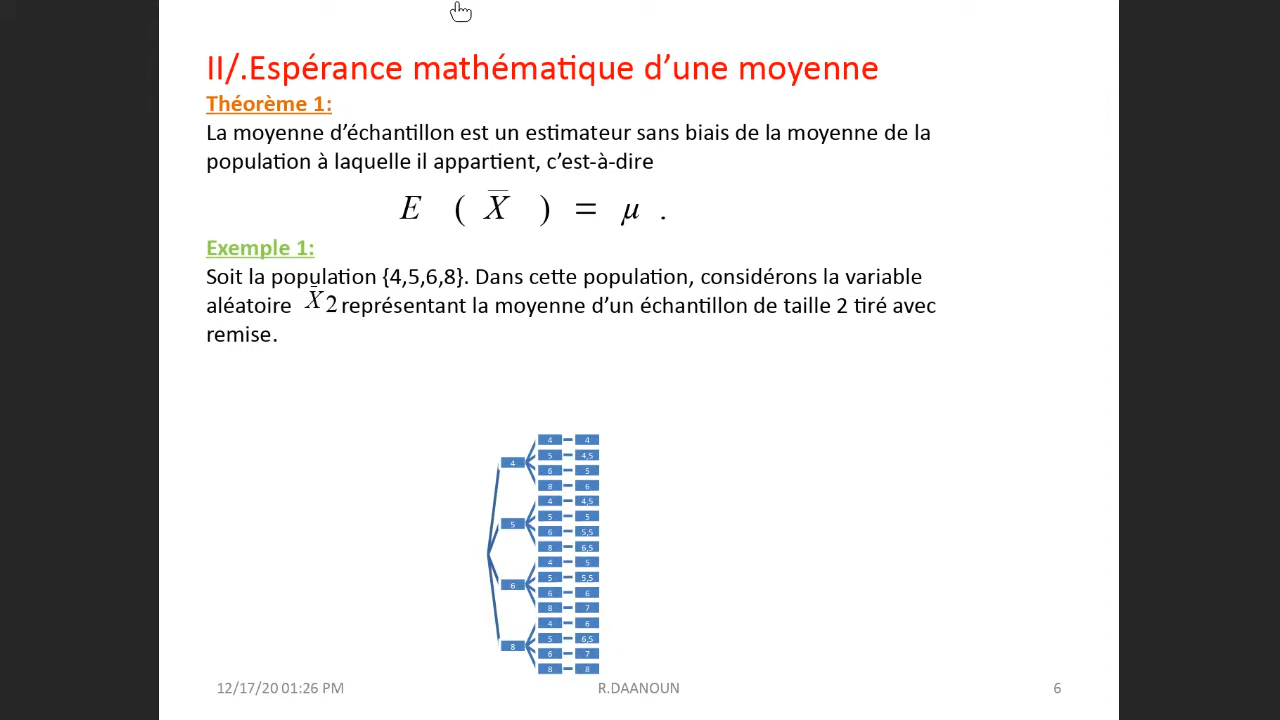 II/.Espérance mathématique d’une moyenne
Théorème 1:
La moyenne d’échantillon est un estimateur sans biais de la moyenne de la
population à laquelle il appartient, c’est-à-dire
E ( X̅ ) = μ .
Exemple 1:
Soit la population {4,5,6,8}. Dans cette population, considérons la variable
aléatoire X̅ 2 représentant la moyenne d’un échantillon de taille 2 tiré avec
remise.
4 4
5 4,5
4
6 5
8 6
4 4,5
5 5
5
6 5,5
8 6,5
4 5
5 5,5
6
6 6
8 7
4 6
5 6,5
8
6 7
8 8
12/17/20 01:26 PM R.DAANOUN 6